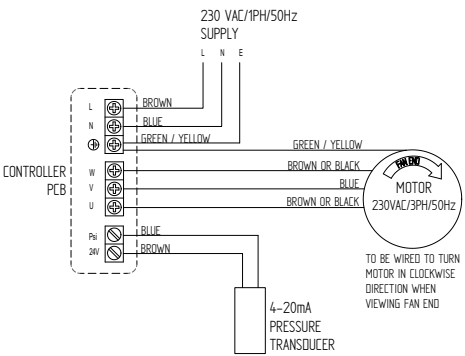 230 VAC/1PH/50Hz
SUPPLY
L N E
L
BROWN
N
BLUE
GREEN / YELLOW
GREEN / YELLOW
CONTROLLER
PCB
W
BROWN OR BLACK
V
BLUE
U
BROWN OR BLACK
FAN END
MOTOR
230VAC/3PH/50Hz
Psi
BLUE
24V
BROWN
TO BE WIRED TO TURN
MOTOR IN CLOCKWISE
DIRECTION WHEN
VIEWING FAN END
4-20mA
PRESSURE
TRANSDUCER